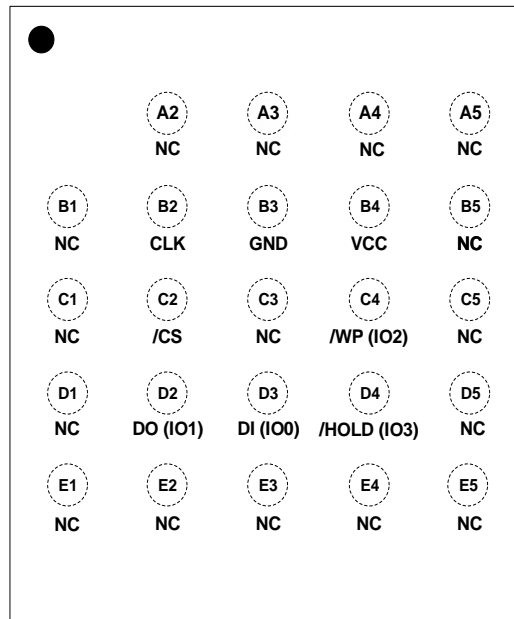 A2 A3 A4 A5
NC NC NC NC
B1 B2 B3 B4 B5
NC CLK GND VCC NC
C1 C2 C3 C4 C5
NC /CS NC /WP (IO2) NC
D1 D2 D3 D4 D5
NC DO (IO1) DI (IO0) /HOLD (IO3) NC
E1 E2 E3 E4 E5
NC NC NC NC NC